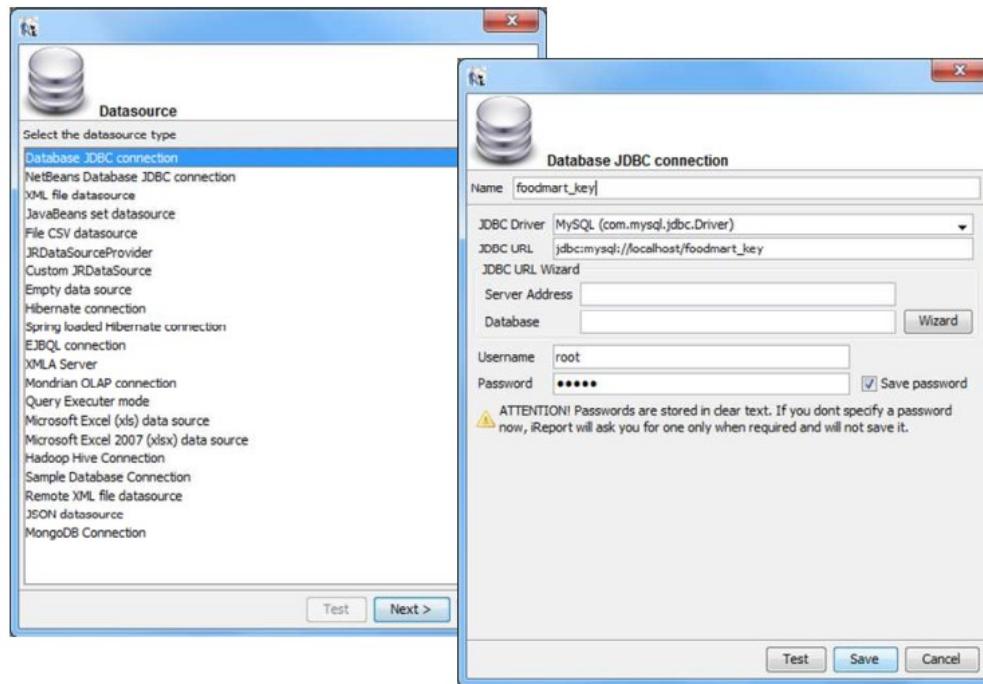 Datasource
Select the datasource type
Database JDBC connection
NetBeans Database JDBC connection
XML file datasource
JavaBeans set datasource
File CSV datasource
JRDataSourceProvider
Custom JRDataSource
Empty data source
Hibernate connection
Spring loaded Hibernate connection
EJBQL connection
XMLA Server
Mondrian OLAP connection
Query Executer mode
Microsoft Excel (xls) data source
Microsoft Excel 2007 (xlsx) data source
Hadoop Hive Connection
Sample Database Connection
Remote XML file datasource
JSON datasource
MongoDB Connection
Test Next >
Database JDBC connection
Name foodmart_key
JDBC Driver MySQL (com.mysql.jdbc.Driver)
JDBC URL jdbc:mysql://localhost/foodmart_key
JDBC URL Wizard
Server Address
Database Wizard
Username root
Password ••••• Save password
ATTENTION! Passwords are stored in clear text. If you dont specify a password
now, iReport will ask you for one only when required and will not save it.
Test Save Cancel